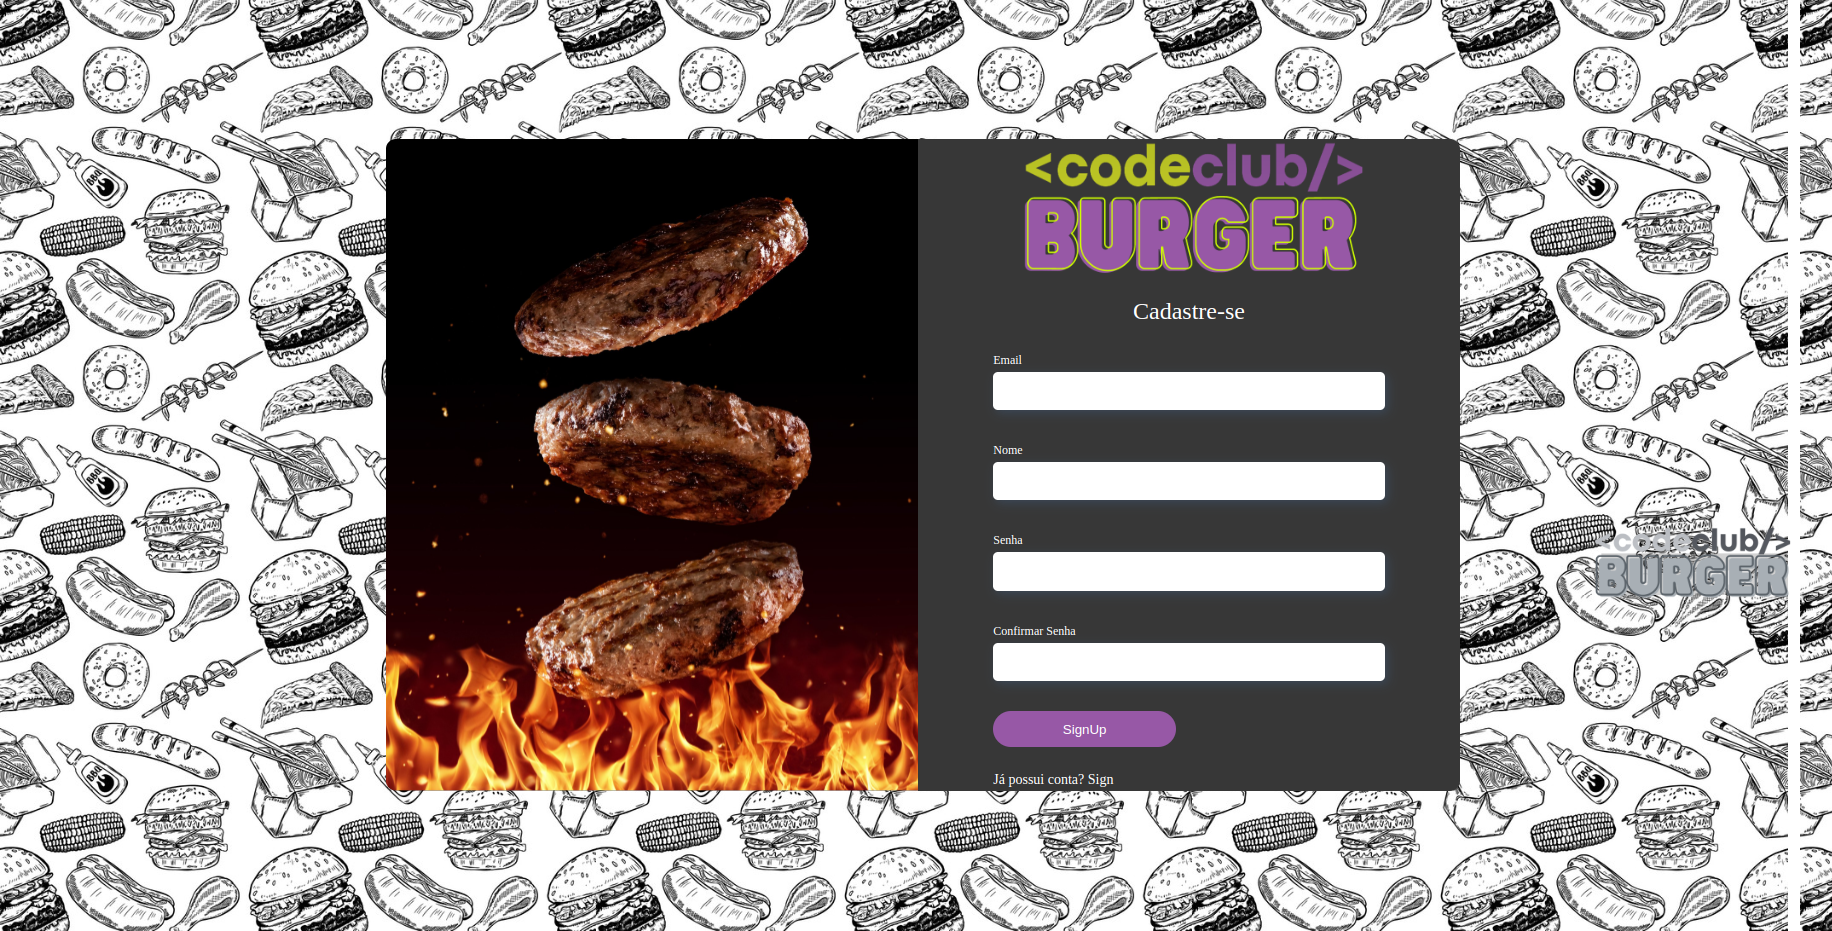 <codeclub/>
BURGER
Cadastre-se
Email
Nome
Senha
<codeclub/>
BURGER
Confirmar Senha
SignUp
Já possui conta? Sign